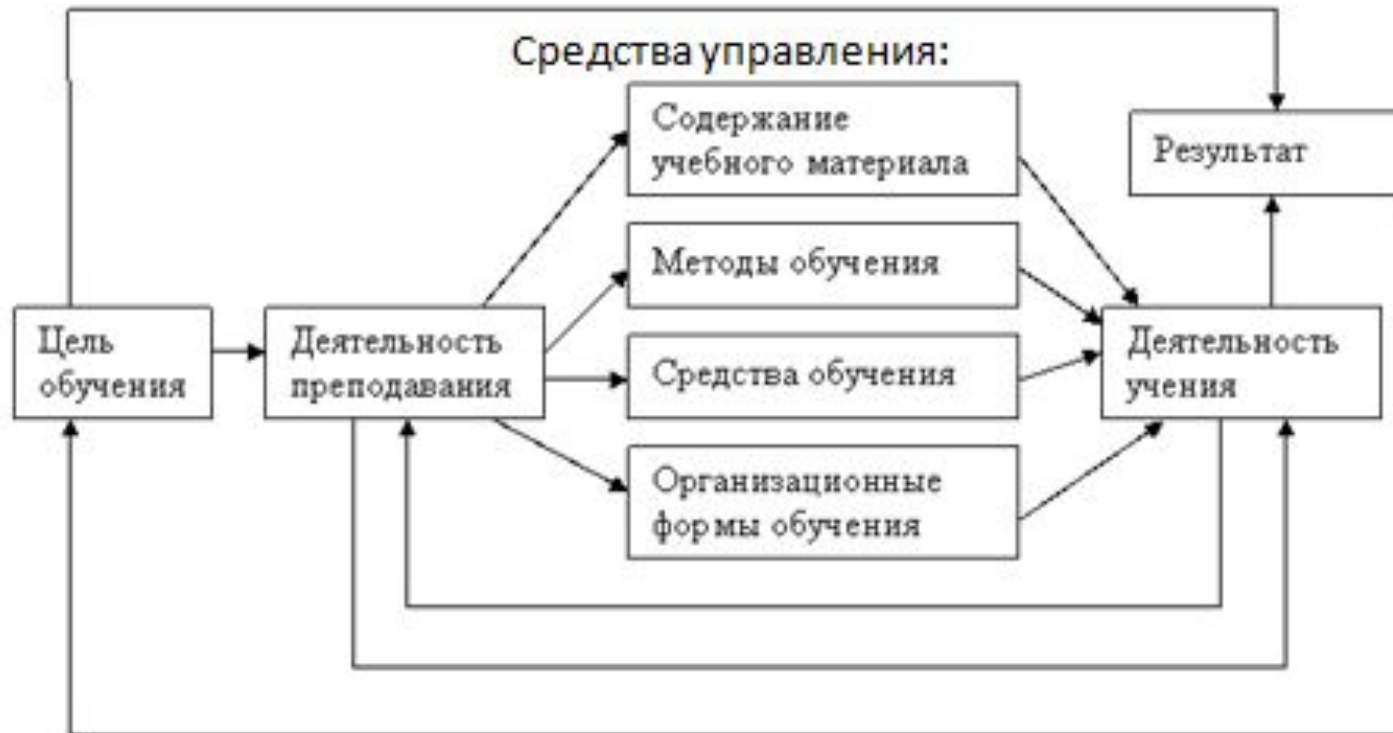 Средства управления:
Содержание
учебного материала
Результат
Методы обучения
Цель
обучения
Деятельность
преподавания
Средства обучения
Деятельность
учения
Организационные
формы обучения